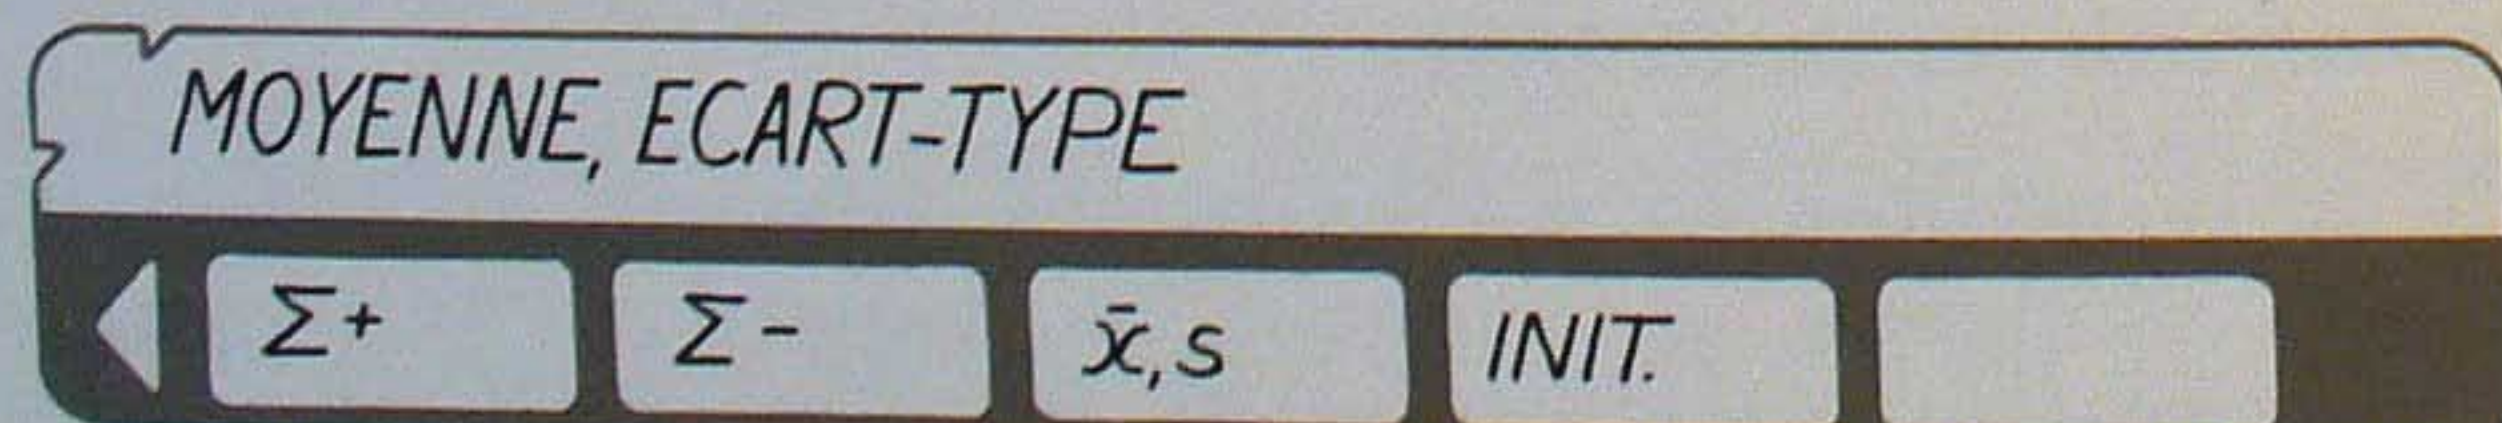 MOYENNE, ECART-TYPE
Σ+ Σ- x̄,s INIT.